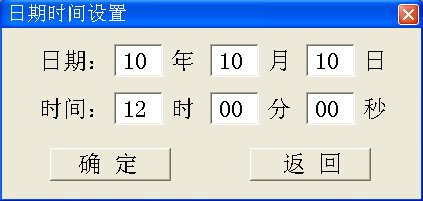 日期时间设置
日期: 10 年 10 月 10 日
时间: 12 时 00 分 00 秒
确 定 返 回